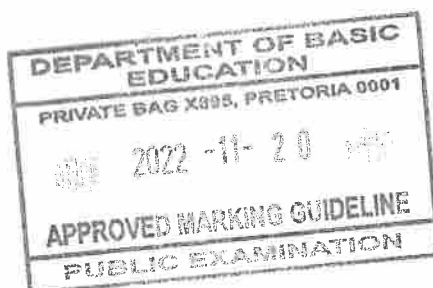 DEPARTMENT OF BASIC
EDUCATION
PRIVATE BAG X895, PRETORIA 0001
2022 -11- 20
APPROVED MARKING GUIDELINE
PUBLIC EXAMINATION